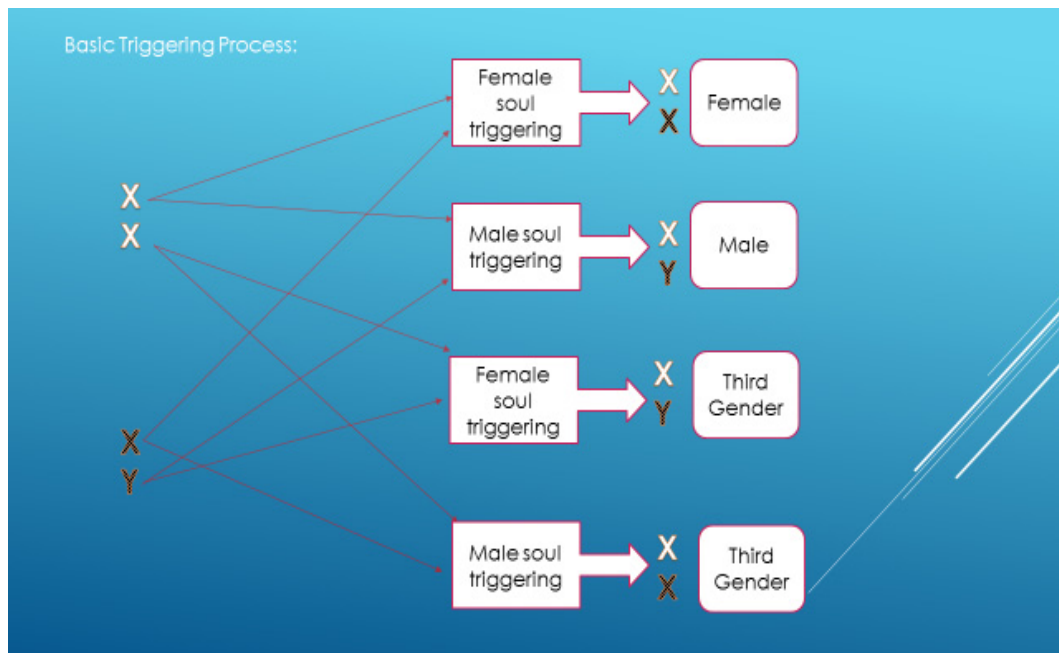 Basic Triggering Process:
Female
soul
triggering
X
X
Female
X
X
Male soul
triggering
X
Y
Male
Female
soul
triggering
X
Y
Third
Gender
X
Y
Male soul
triggering
X
X
Third
Gender